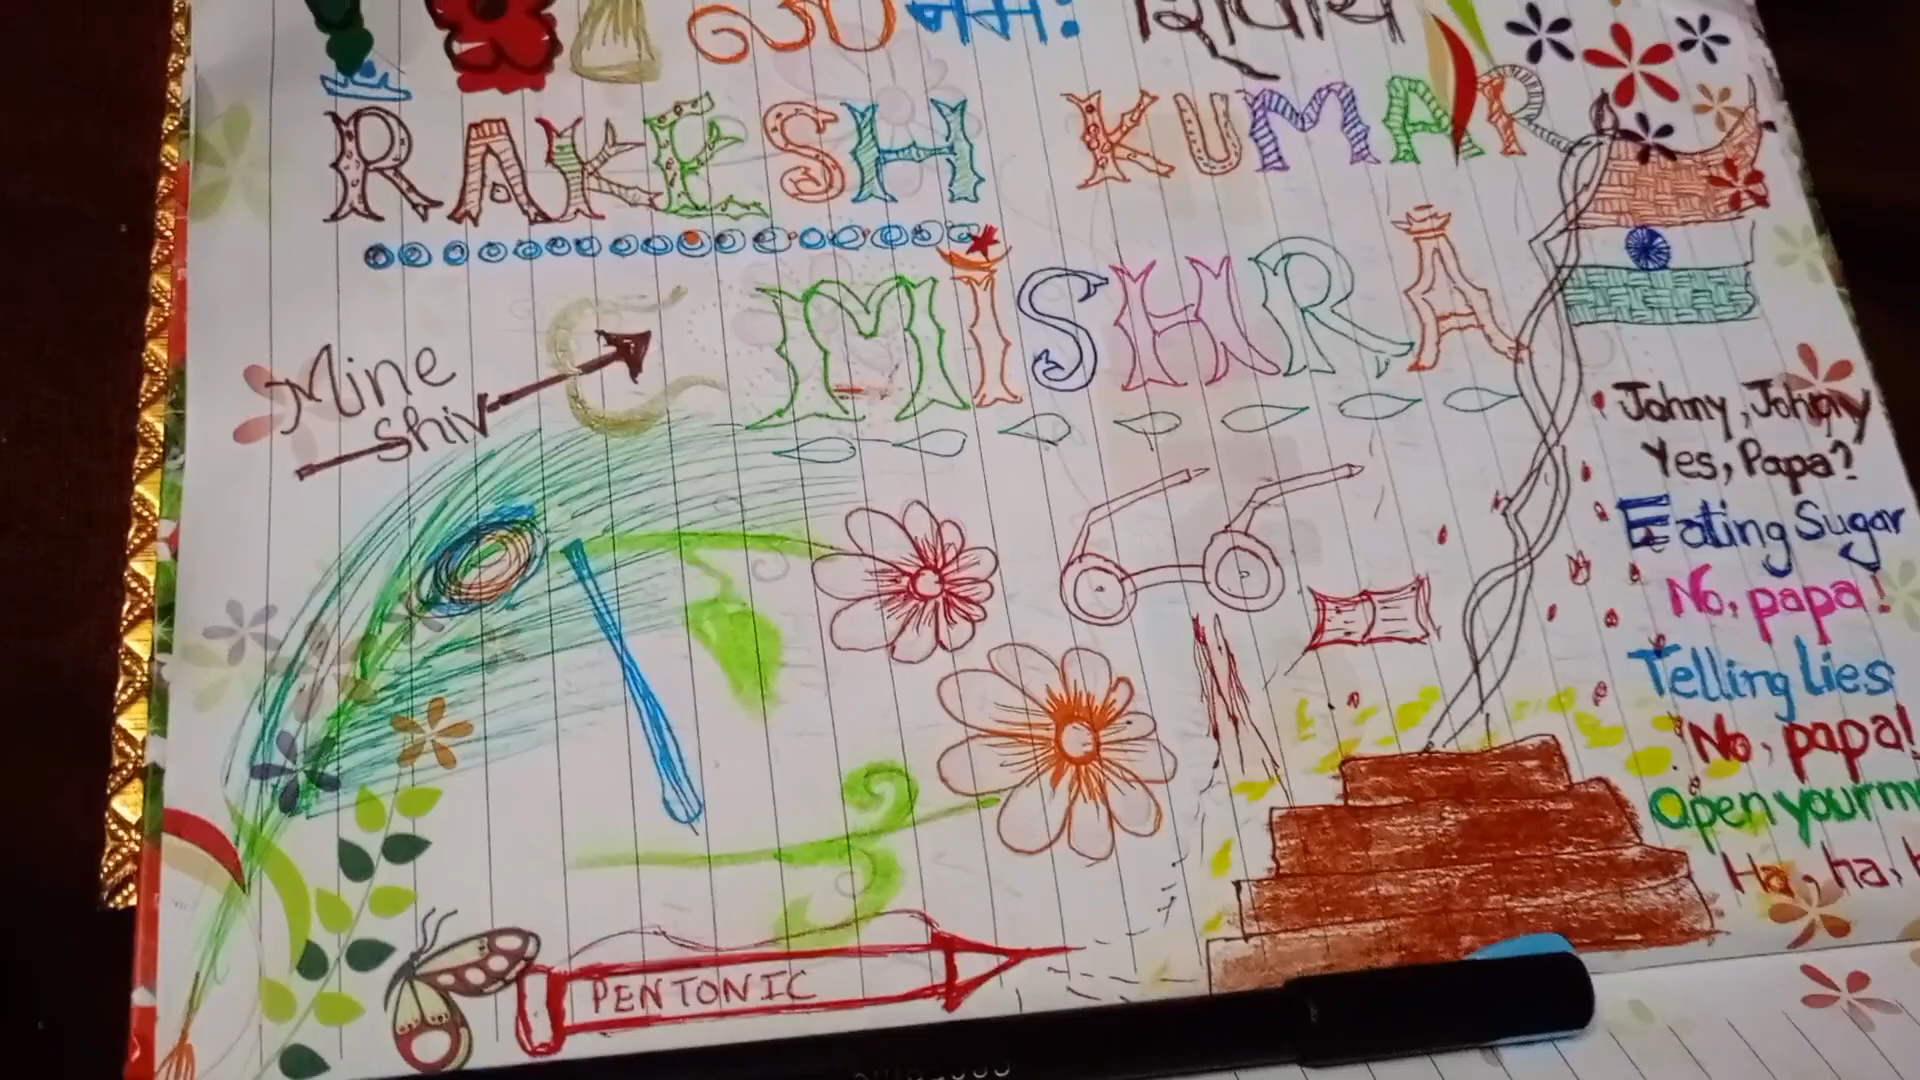 ॐ नमः शिवाय
RAKESH KUMAR
MISHRA
Mine
Shiv
Johny, Johny
Yes, Papa?
Eating Sugar
No, papa!
Telling lies
No, papa!
Open your
Ha, ha,
PENTONIC